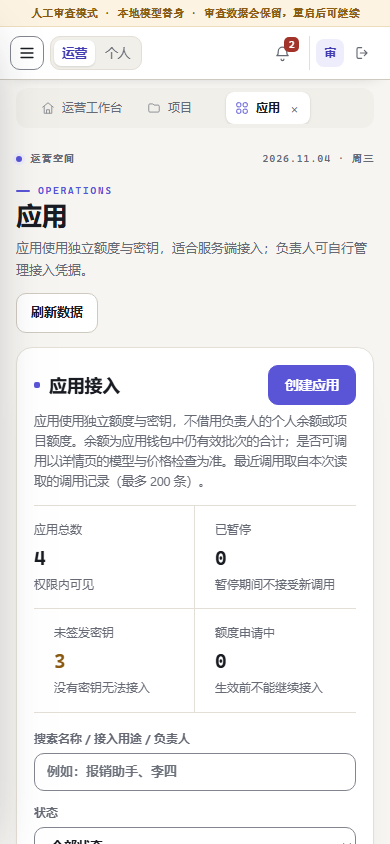 人工审查模式 · 本地模型替身 · 审查数据会保留，重启后可继续
运营 个人 2 审
运营工作台 项目 应用 ×
运营空间 2026.11.04 · 周三
OPERATIONS
应用
应用使用独立额度与密钥，适合服务端接入；负责人可自行管
理接入凭据。
刷新数据
应用接入 创建应用
应用使用独立额度与密钥，不借用负责人的个人余额或项
目额度。余额为应用钱包中仍有效批次的合计；是否可调
用以详情页的模型与价格检查为准。最近调用取自本次读
取的调用记录（最多 200 条）。
应用总数 已暂停
4 0
权限内可见 暂停期间不接受新调用
未签发密钥 额度申请中
3 0
没有密钥无法接入 生效前不能继续接入
搜索名称 / 接入用途 / 负责人
例如：报销助手、李四
状态
全部状态